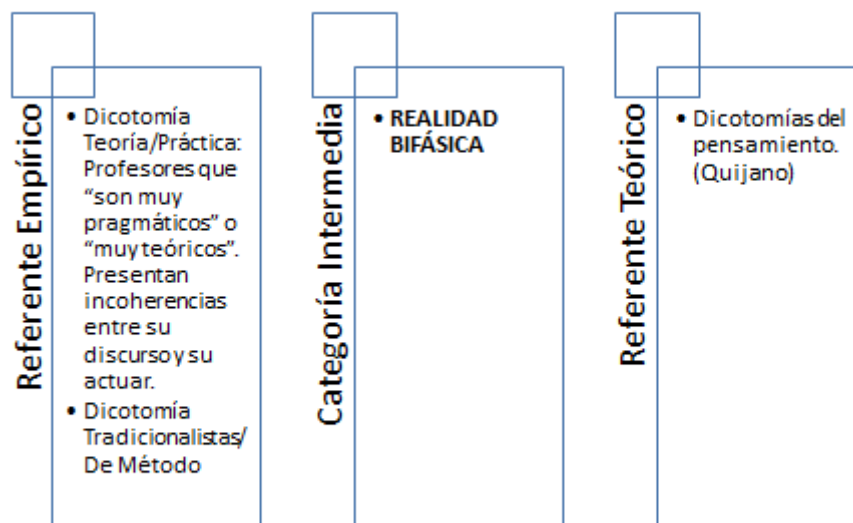 Referente Empírico
• Dicotomía
Teoría/Práctica:
Profesores que
“son muy
pragmáticos” o
“muy teóricos”.
Presentan
incoherencias
entre su
discurso y su
actuar.
• Dicotomía
Tradicionalistas/
De Método
Categoría Intermedia
• REALIDAD
BIFÁSICA
Referente Teórico
• Dicotomías del
pensamiento.
(Quijano)